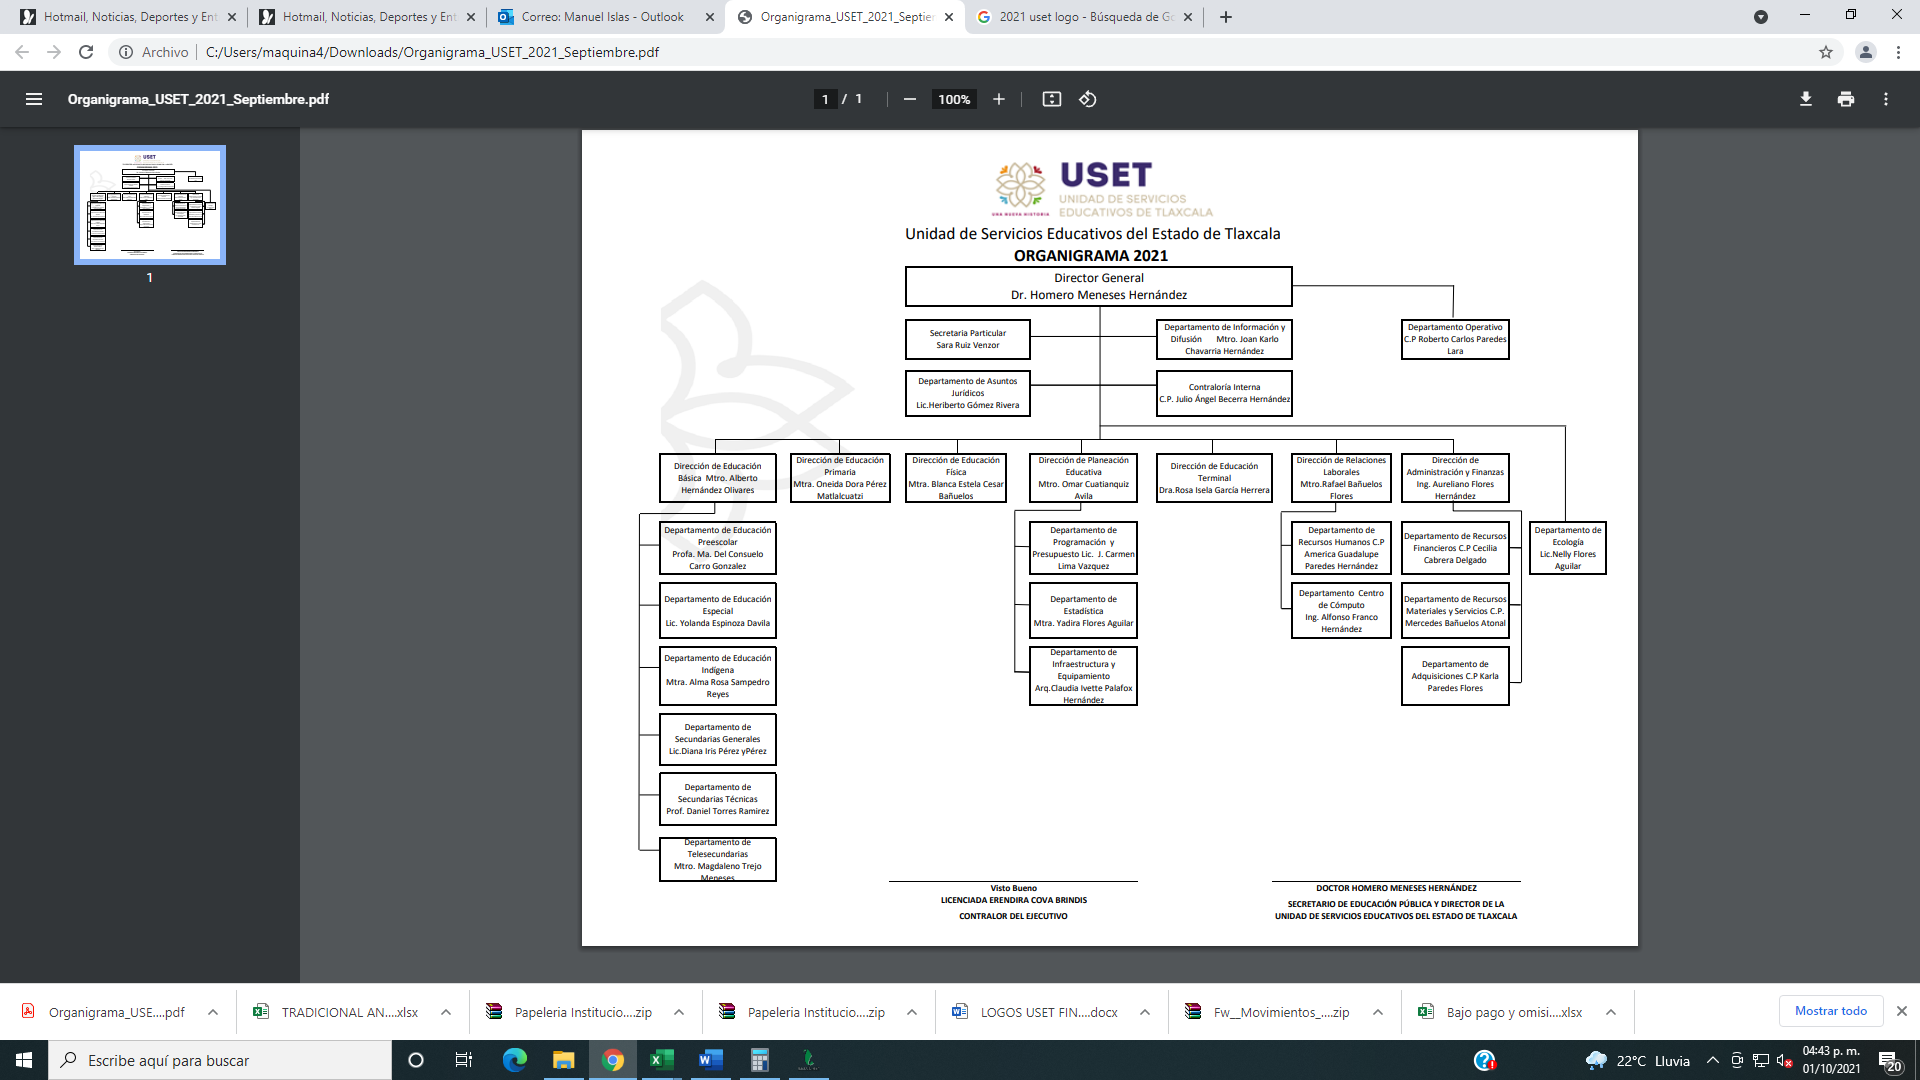 Hotmail, Noticias, Deportes y Ent
Hotmail, Noticias, Deportes y Ent
Correo: Manuel Islas - Outlook
Organigrama_USET_2021_Septiem
2021 uset logo - Búsqueda de Go
Archivo
C:/Users/maquina4/Downloads/Organigrama_USET_2021_Septiembre.pdf
Organigrama_USET_2021_Septiembre.pdf
1 / 1
100%
1
USET
UNIDAD DE SERVICIOS
EDUCATIVOS DE TLAXCALA
UNA NUEVA HISTORIA
Unidad de Servicios Educativos del Estado de Tlaxcala
ORGANIGRAMA 2021
Director General
Dr. Homero Meneses Hernández
Secretaria Particular
Sara Ruiz Venzor
Departamento de Información y
Difusión Mtro. Joan Karlo
Chavarria Hernández
Departamento Operativo
C.P Roberto Carlos Paredes
Lara
Departamento de Asuntos
Jurídicos
Lic.Heriberto Gómez Rivera
Contraloría Interna
C.P. Julio Ángel Becerra Hernández
Dirección de Educación
Básica Mtro. Alberto
Hernández Olivares
Dirección de Educación
Primaria
Mtra. Oneida Dora Pérez
Matlalcuatzi
Dirección de Educación
Física
Mtra. Blanca Estela Cesar
Bañuelos
Dirección de Planeación
Educativa
Mtro. Omar Cuatianquiz
Avila
Dirección de Educación
Terminal
Dra.Rosa Isela García Herrera
Dirección de Relaciones
Laborales
Mtro.Rafael Bañuelos
Flores
Dirección de
Administración y Finanzas
Ing. Aureliano Flores
Hernández
Departamento de Educación
Preescolar
Profa. Ma. Del Consuelo
Carro Gonzalez
Departamento de
Programación y
Presupuesto Lic. J. Carmen
Lima Vazquez
Departamento de
Recursos Humanos C.P
America Guadalupe
Paredes Hernández
Departamento de Recursos
Financieros C.P Cecilia
Cabrera Delgado
Departamento de
Ecología
Lic.Nelly Flores
Aguilar
Departamento de Educación
Especial
Lic. Yolanda Espinoza Davila
Departamento de
Estadística
Mtra. Yadira Flores Aguilar
Departamento Centro
de Cómputo
Ing. Alfonso Franco
Hernández
Departamento de Recursos
Materiales y Servicios C.P.
Mercedes Bañuelos Atonal
Departamento de Educación
Indígena
Mtra. Alma Rosa Sampedro
Reyes
Departamento de
Infraestructura y
Equipamiento
Arq.Claudia Ivette Palafox
Hernández
Departamento de
Adquisiciones C.P Karla
Paredes Flores
Departamento de
Secundarias Generales
Lic.Diana Iris Pérez yPérez
Departamento de
Secundarias Técnicas
Prof. Daniel Torres Ramirez
Departamento de
Telesecundarias
Mtro. Magdaleno Trejo
Meneses
Visto Bueno
LICENCIADA ERENDIRA COVA BRINDIS
CONTRALOR DEL EJECUTIVO
DOCTOR HOMERO MENESES HERNÁNDEZ
SECRETARIO DE EDUCACIÓN PÚBLICA Y DIRECTOR DE LA
UNIDAD DE SERVICIOS EDUCATIVOS DEL ESTADO DE TLAXCALA
Organigrama_USE....pdf
TRADICIONAL AN....xlsx
Papeleria Institucio....zip
Papeleria Institucio....zip
LOGOS USET FIN....docx
Fw__Movimientos_....zip
Bajo pago y omisi....xlsx
Mostrar todo
Escribe aquí para buscar
22°C Lluvia
04:43 p. m.
01/10/2021
20